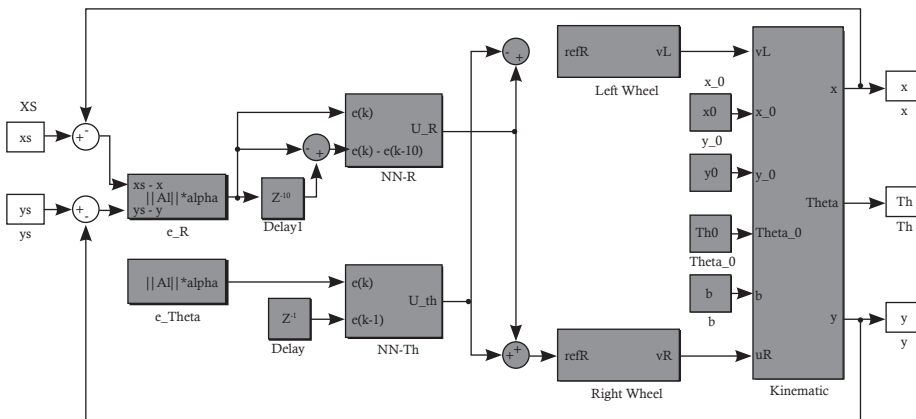 XS
xs
+
-
ys
ys
+
-
xs - x
||Al||*alpha
ys - y
e_R
Z-10
Delay1
-
+
e(k)
U_R
e(k) - e(k-10)
NN-R
||Al||*alpha
e_Theta
Z-1
Delay
e(k)
U_th
e(k-1)
NN-Th
-
+
+
+
refR
vL
Left Wheel
refR
vR
Right Wheel
x_0
x0
y_0
y0
Th0
Theta_0
b
b
vL
x
x_0
y_0
Theta
Theta_0
b
y
uR
Kinematic
x
x
Th
Th
y
y